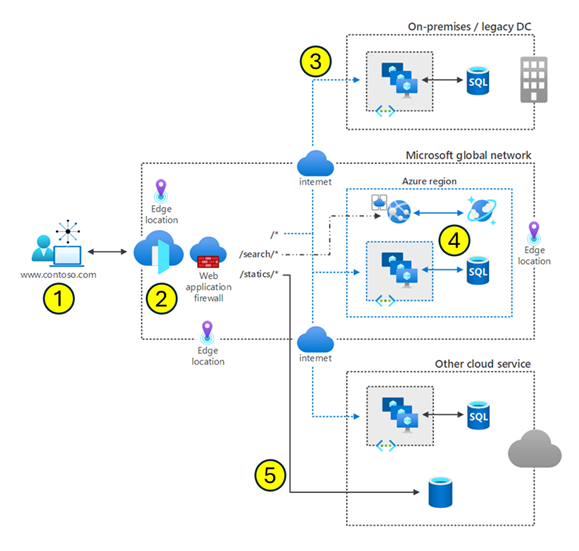 On-premises / legacy DC
3
SQL
internet
Microsoft global network
Azure region
Edge
location
/*
/search/*
/statics/*
www.contoso.com
1
2
Web
application
firewall
4
SQL
Edge
location
Edge
location
internet
Other cloud service
SQL
5